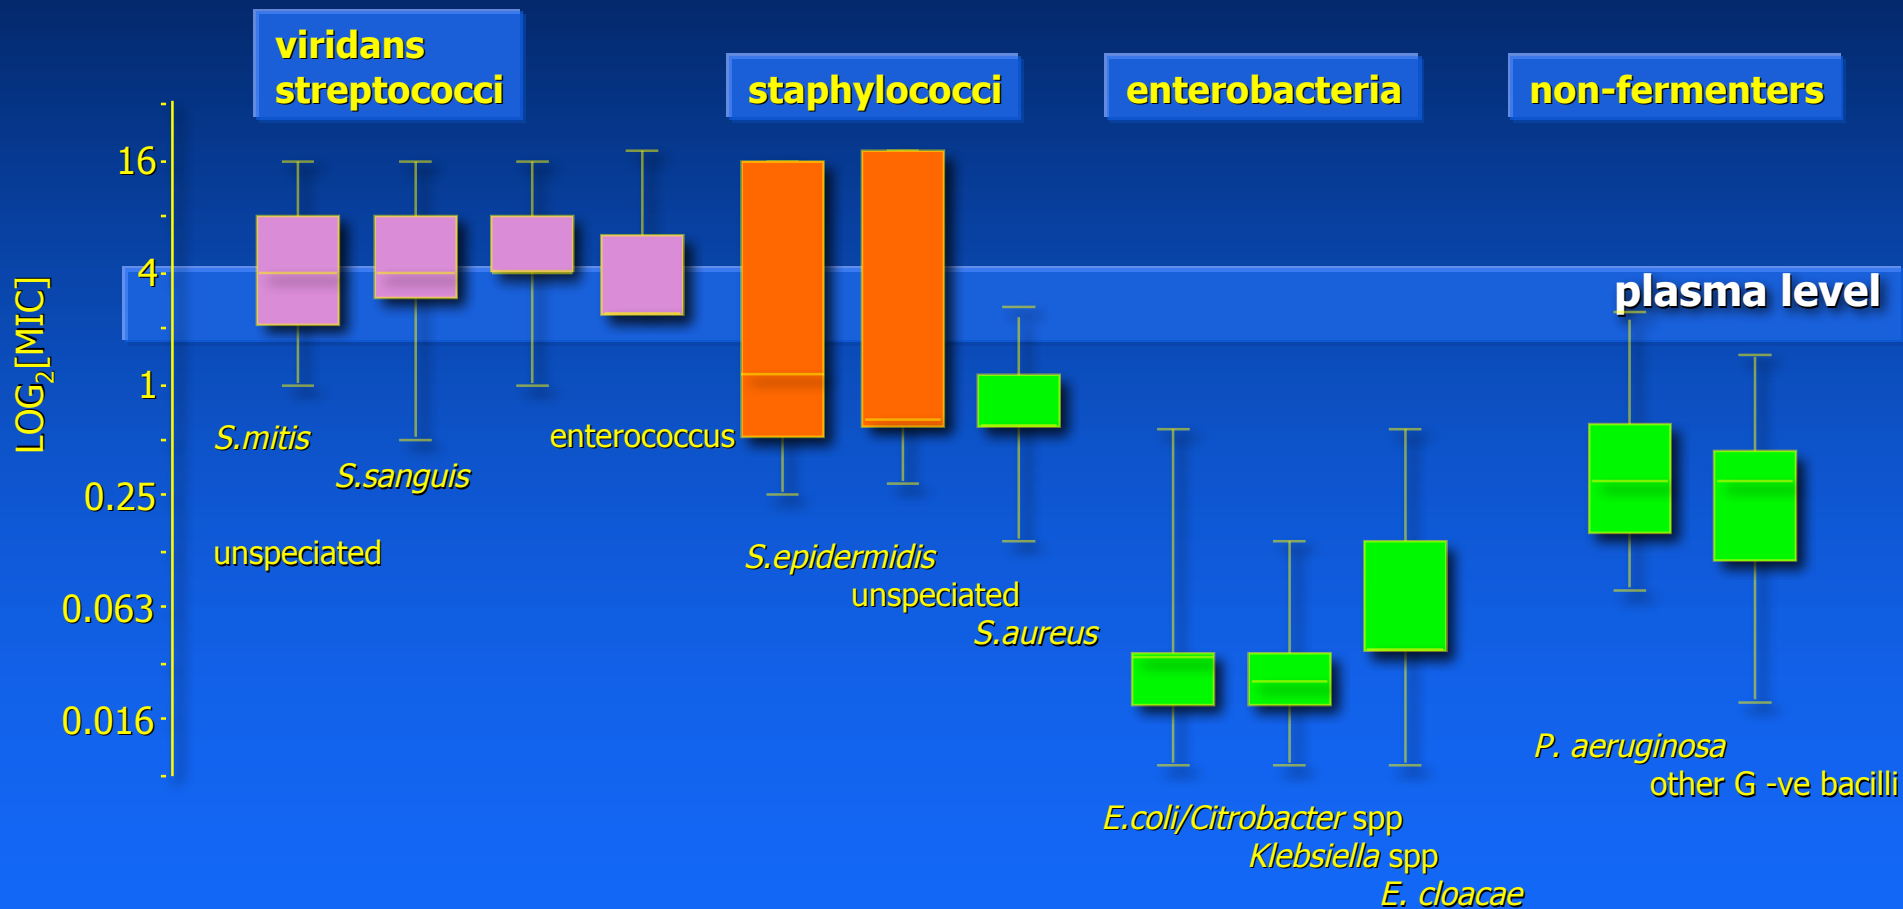 viridans
streptococci
staphylococci
enterobacteria
non-fermenters
16
4
1
0.25
0.063
0.016
LOG₂[MIC]
plasma level
S.mitis
S.sanguis
unspeciated
enterococcus
S.epidermidis
unspeciated
S.aureus
E.coli/Citrobacter spp
Klebsiella spp
E. cloacae
P. aeruginosa
other G -ve bacilli